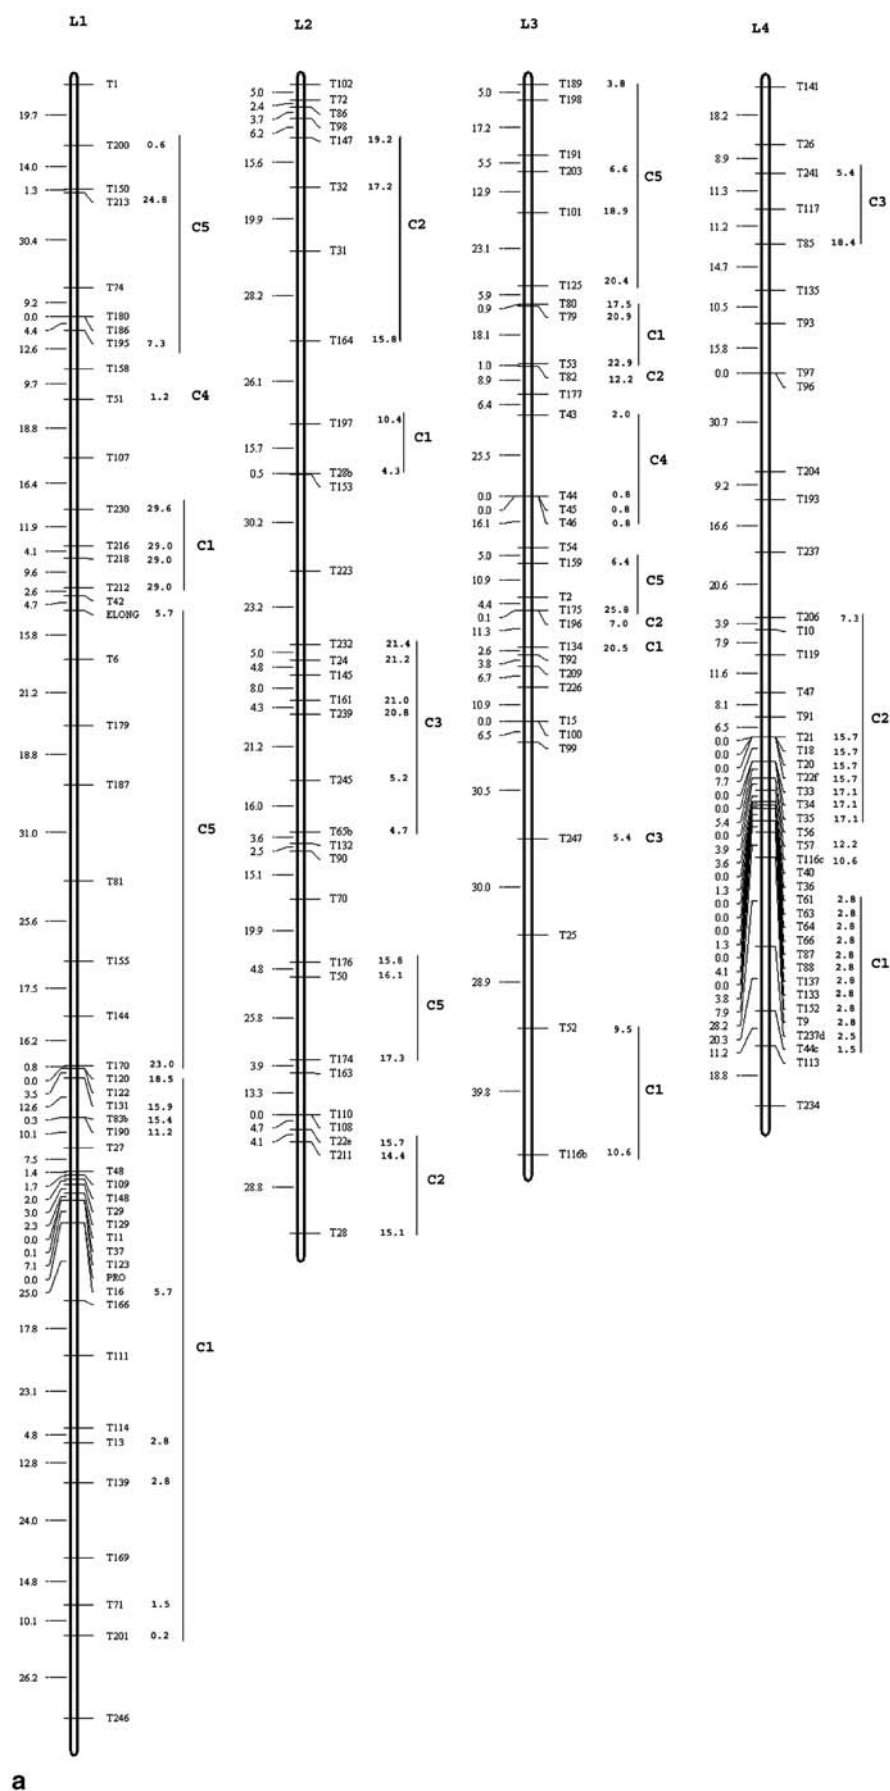 L1
T1
19.7
T200 0.6
14.0
T150
1.3
T213 24.8
C5
30.4
T74
9.2
T180
0.0
T186
4.4
T195 7.3
12.6
T158
9.7
T51 1.2 C4
18.8
T107
16.4
T230 29.6
11.9
T216 29.0 C1
4.1
T218 29.0
9.6
T212 29.0
2.6
T42
4.7
ELONG 5.7
15.8
T6
21.2
T179
18.8
T187
31.0 C5
T81
25.6
T155
17.5
T144
16.2
T170 23.0
0.8
T120 18.5
0.0
T122
3.5
T131 15.9
12.6
T83b 15.4
0.3
T190 11.2
10.1
T27
7.5
T48
1.4
T109
1.7
T148
2.0
T29
3.0
T129
2.3
T11
0.0
T37
0.1
T123
7.1
PRO
0.0
T16 5.7
25.0
T166
17.8
C1
T111
23.1
T114
4.8
T13 2.8
12.8
T139 2.8
24.0
T169
14.8
T71 1.5
10.1
T201 0.2
26.2
T246
L2
T102
5.0
T72
2.4
T86
3.7
T98
6.2
T147 19.2
15.6
T32 17.2
19.9 C2
T31
28.2
T164 15.8
26.1
T197 10.4
C1
15.7
T28b 4.3
0.5
T153
30.2
T223
23.2
T232 21.4
5.0
T24 21.2
4.8
T145
8.0
T161 21.0
4.3
T239 20.8
C3
21.2
T245 5.2
16.0
T65b 4.7
3.6
T132
2.5
T90
15.1
T70
19.9
T176 15.8
4.8
T50 16.1
C5
25.8
T174 17.3
3.9
T163
13.3
T110
0.0
T108
4.7
T22e 15.7
4.1
T211 14.4
C2
28.8
T28 15.1
L3
T189 3.8
5.0
T198
17.2
T191
5.5
T203 6.6
C5
12.9
T101 18.9
23.1
T125 20.4
5.9
T80 17.5
0.9
T79 20.9
18.1 C1
T53 22.9
1.0
T82 12.2 C2
8.9
T177
6.4
T43 2.0
25.5 C4
T44 0.8
0.0
T45 0.8
0.0
T46 0.8
16.1
T54
5.0
T159 6.4
10.9 C5
T2
4.4
T175 25.8
0.1
T196 7.0 C2
11.3
T134 20.5 C1
2.6
T92
3.8
T209
6.7
T226
10.9
T15
0.0
T100
6.5
T99
30.5
T247 5.4 C3
30.0
T25
28.9
T52 9.5
39.8 C1
T116b 10.6
L4
T141
18.2
T26
8.9
T241 5.4
11.3
C3
T117
11.2
T85 18.4
14.7
T135
10.5
T93
15.8
T97
0.0
T96
30.7
T204
9.2
T193
16.6
T237
20.6
T206 7.3
3.9
T10
7.9
T119
11.6
T47
8.1
T91 C2
6.5
T21 15.7
0.0
T18 15.7
0.0
T20 15.7
0.0
T22f 15.7
7.7
T33 17.1
0.0
T34 17.1
0.0
T35 17.1
5.4
T56
0.0
T57 12.2
3.9
T116c 10.6
3.6
T40
0.0
T36
1.3
T61 2.8
0.0
T63 2.8
0.0
T64 2.8
0.0
T66 2.8
1.3
T87 2.8
0.0
T88 2.8
C1
4.1
T137 2.8
0.0
T133 2.8
3.8
T152 2.8
7.9
T9 2.8
28.2
T237d 2.5
20.3
T44c 1.5
11.2
T113
18.8
T234
a